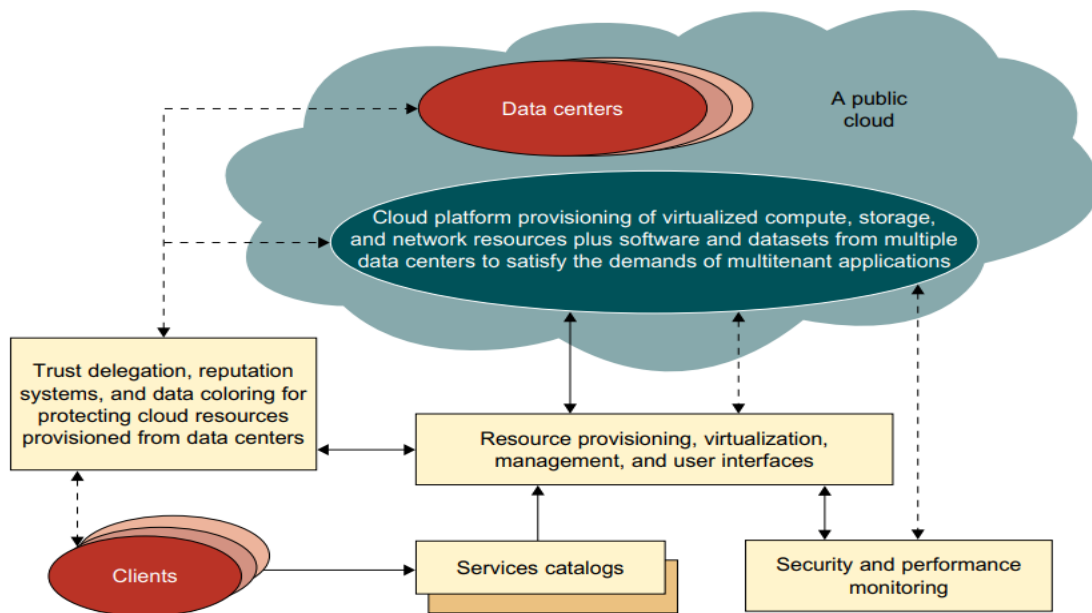 Data centers
A public
cloud
Cloud platform provisioning of virtualized compute, storage,
and network resources plus software and datasets from multiple
data centers to satisfy the demands of multitenant applications
Trust delegation, reputation
systems, and data coloring for
protecting cloud resources
provisioned from data centers
Resource provisioning, virtualization,
management, and user interfaces
Clients
Services catalogs
Security and performance
monitoring